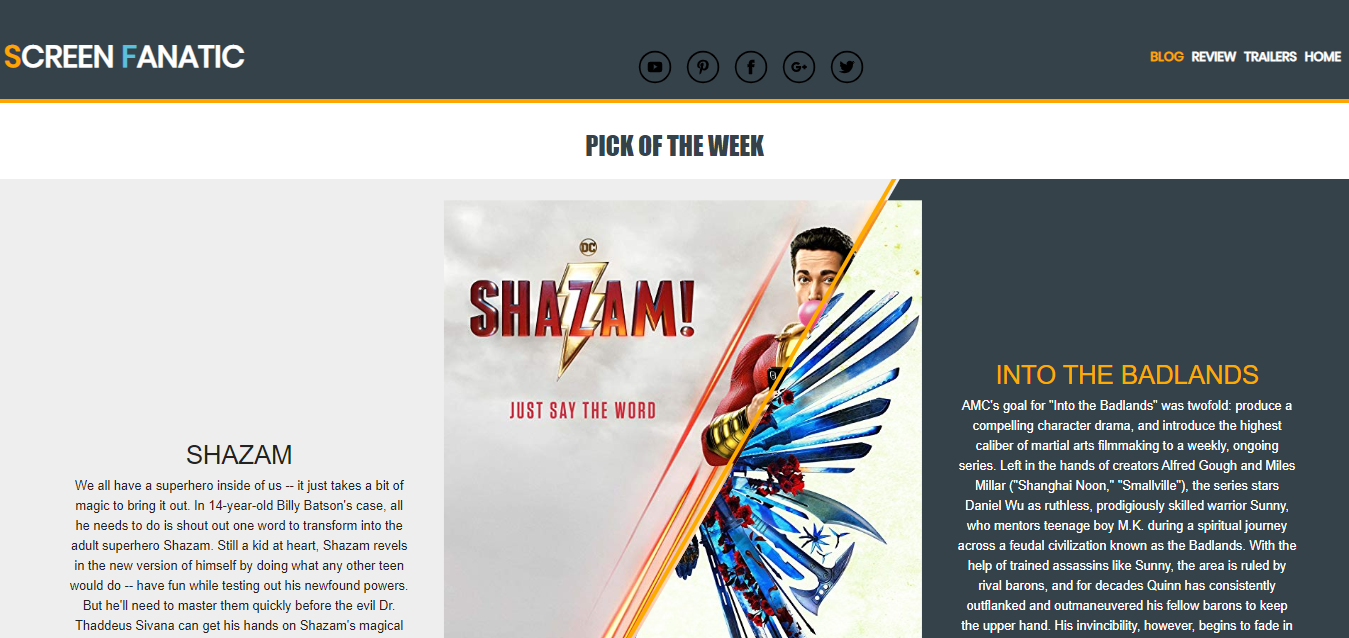 SCREEN FANATIC
BLOG REVIEW TRAILERS HOME
PICK OF THE WEEK
SHAZAM
We all have a superhero inside of us -- it just takes a bit of
magic to bring it out. In 14-year-old Billy Batson's case, all
he needs to do is shout out one word to transform into the
adult superhero Shazam. Still a kid at heart, Shazam revels
in the new version of himself by doing what any other teen
would do -- have fun while testing out his newfound powers.
But he'll need to master them quickly before the evil Dr.
Thaddeus Sivana can get his hands on Shazam's magical
DC
SHAZAM!
JUST SAY THE WORD
INTO THE BADLANDS
AMC's goal for "Into the Badlands" was twofold: produce a
compelling character drama, and introduce the highest
caliber of martial arts filmmaking to a weekly, ongoing
series. Left in the hands of creators Alfred Gough and Miles
Millar ("Shanghai Noon," "Smallville"), the series stars
Daniel Wu as ruthless, prodigiously skilled warrior Sunny,
who mentors teenage boy M.K. during a spiritual journey
across a feudal civilization known as the Badlands. With the
help of trained assassins like Sunny, the area is ruled by
rival barons, and for decades Quinn has consistently
outflanked and outmaneuvered his fellow barons to keep
the upper hand. His invincibility, however, begins to fade in